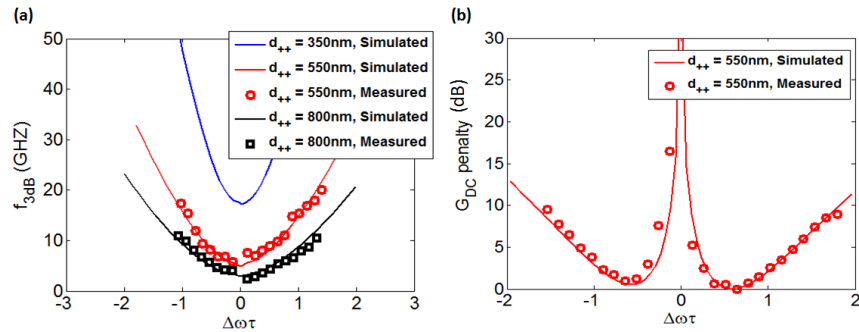 (a)
(b)
d++ = 350nm, Simulated
d++ = 550nm, Simulated
d++ = 550nm, Measured
d++ = 800nm, Simulated
d++ = 800nm, Measured
f3dB (GHZ)
60
50
40
30
20
10
0
-3 -2 -1 0 1 2 3
Δωτ
d++ = 550nm, Simulated
d++ = 550nm, Measured
GDC penalty (dB)
30
25
20
15
10
5
0
-2 -1 0 1 2
Δωτ